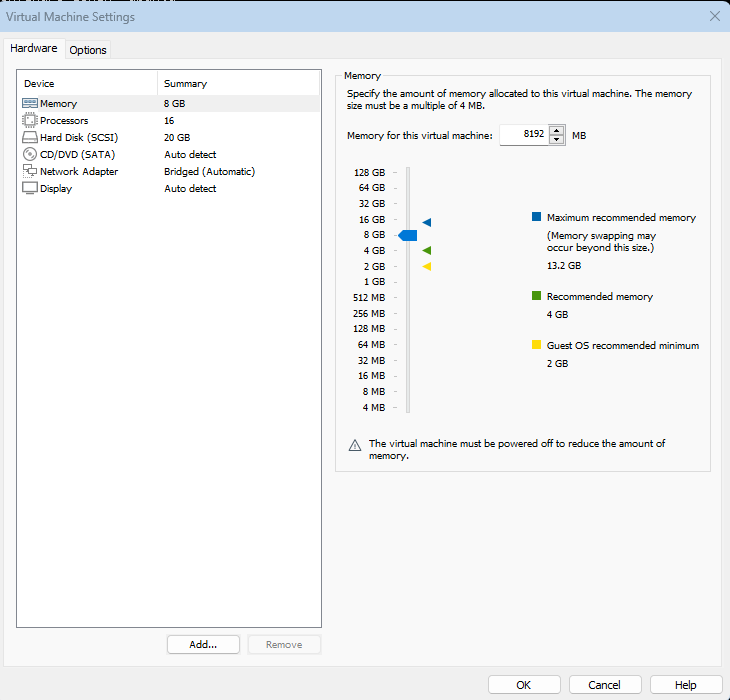 Virtual Machine Settings
Hardware Options
Device Summary
Memory 8 GB
Processors 16
Hard Disk (SCSI) 20 GB
CD/DVD (SATA) Auto detect
Network Adapter Bridged (Automatic)
Display Auto detect
Add... Remove
Memory
Specify the amount of memory allocated to this virtual machine. The memory
size must be a multiple of 4 MB.
Memory for this virtual machine: 8192 MB
128 GB
64 GB
32 GB
16 GB
8 GB
4 GB
2 GB
1 GB
512 MB
256 MB
128 MB
64 MB
32 MB
16 MB
8 MB
4 MB
Maximum recommended memory
(Memory swapping may
occur beyond this size.)
13.2 GB
Recommended memory
4 GB
Guest OS recommended minimum
2 GB
The virtual machine must be powered off to reduce the amount of
memory.
OK Cancel Help